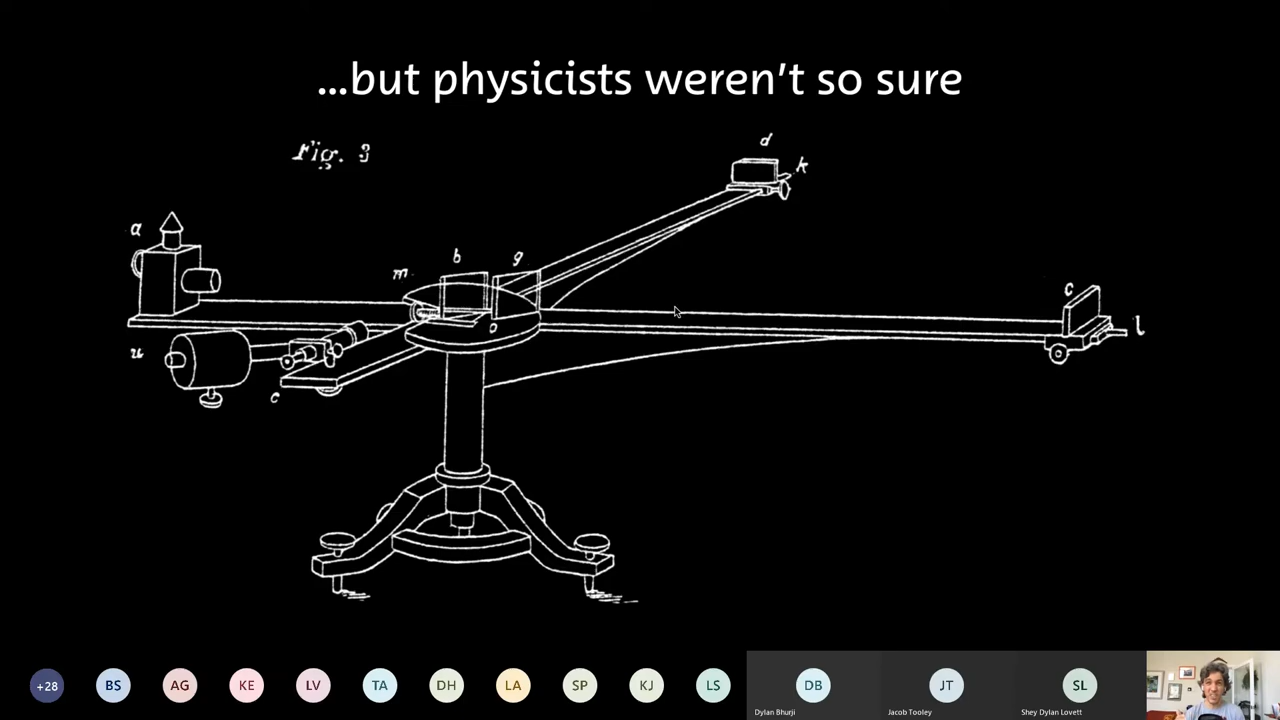 ...but physicists weren't so sure
Fig. 3
d
k
a
b
g
m
c
l
o
u
e
+28
BS
AG
KE
LV
TA
DH
LA
SP
KJ
LS
DB
JT
SL
Dylan Bhurji
Jacob Tooley
Shey Dylan Lovett